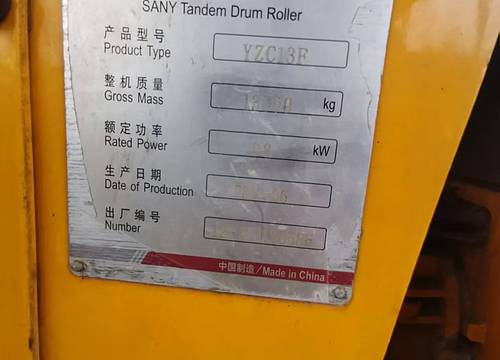 SANY Tandem Drum Roller
产品型号
Product Type YZC13F
整机质量
Gross Mass kg
额定功率
Rated Power 98 kW
生产日期
Date of Production
出厂编号
Number
中国制造/Made in China